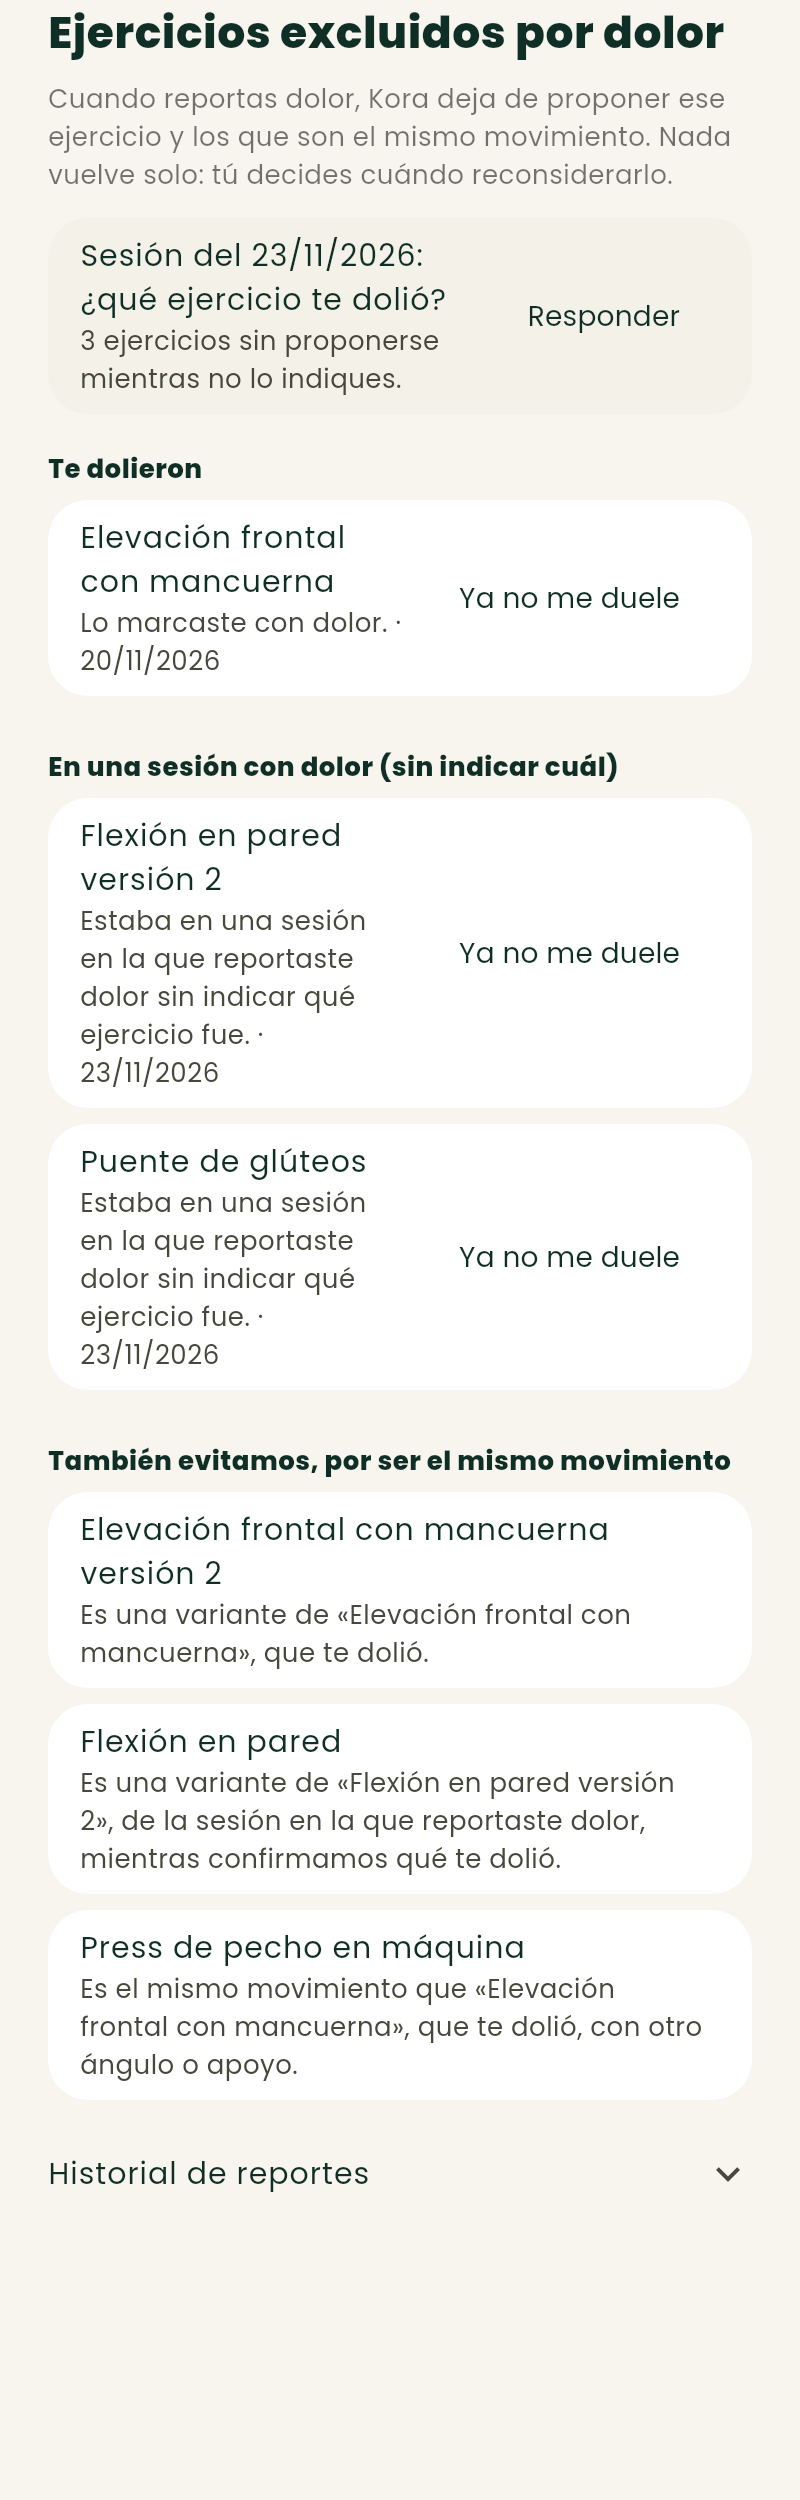 Ejercicios excluidos por dolor
Cuando reportas dolor, Kora deja de proponer ese
ejercicio y los que son el mismo movimiento. Nada
vuelve solo: tú decides cuándo reconsiderarlo.
Sesión del 23/11/2026:
¿qué ejercicio te dolió?
3 ejercicios sin proponerse
mientras no lo indiques.
Responder
Te dolieron
Elevación frontal
con mancuerna
Lo marcaste con dolor. ·
20/11/2026
Ya no me duele
En una sesión con dolor (sin indicar cuál)
Flexión en pared
versión 2
Estaba en una sesión
en la que reportaste
dolor sin indicar qué
ejercicio fue. ·
23/11/2026
Ya no me duele
Puente de glúteos
Estaba en una sesión
en la que reportaste
dolor sin indicar qué
ejercicio fue. ·
23/11/2026
Ya no me duele
También evitamos, por ser el mismo movimiento
Elevación frontal con mancuerna
versión 2
Es una variante de «Elevación frontal con
mancuerna», que te dolió.
Flexión en pared
Es una variante de «Flexión en pared versión
2», de la sesión en la que reportaste dolor,
mientras confirmamos qué te dolió.
Press de pecho en máquina
Es el mismo movimiento que «Elevación
frontal con mancuerna», que te dolió, con otro
ángulo o apoyo.
Historial de reportes